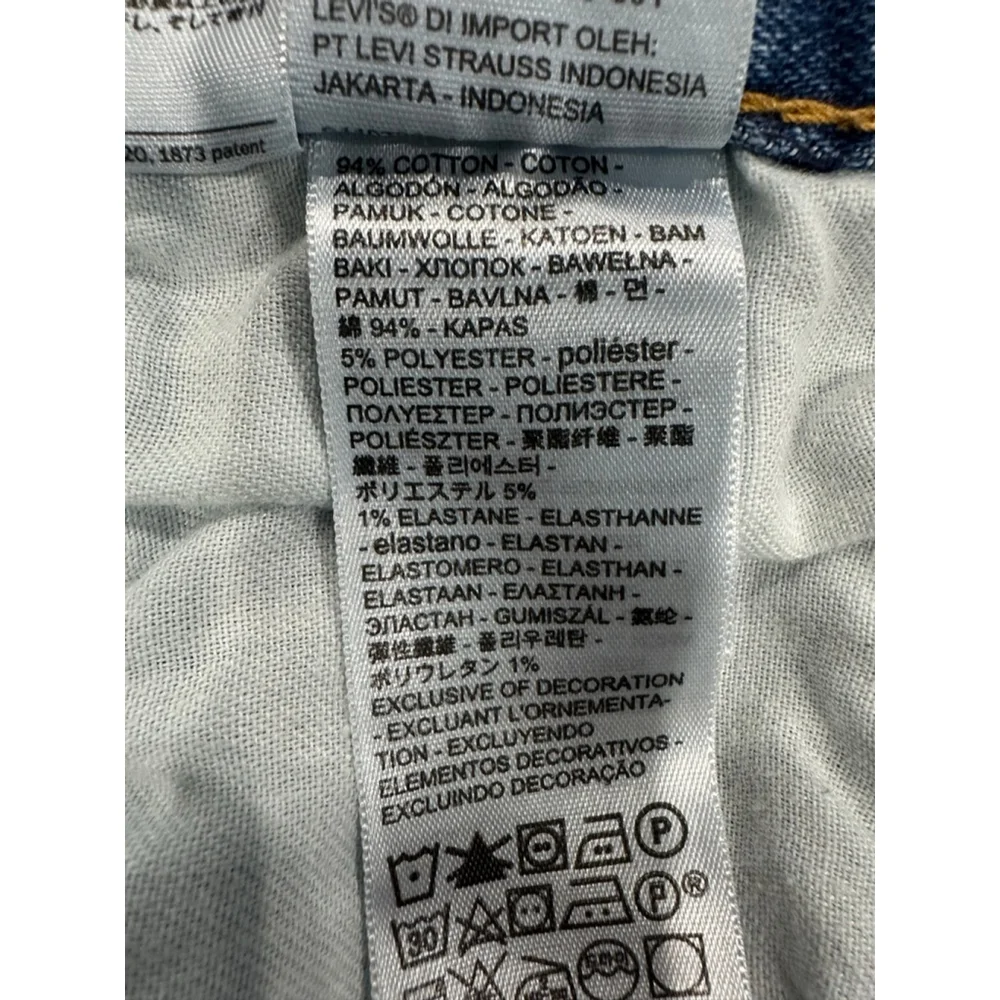 LEVI'S® DI IMPORT OLEH:
PT LEVI STRAUSS INDONESIA
JAKARTA - INDONESIA
20, 1873 patent
94% COTTON - COTON -
ALGODÓN - ALGODÃO -
PAMUK - COTONE -
BAUMWOLLE - KATOEN - BAM
BAKI - ХЛОПОК - BAWEŁNA -
PAMUT - BAVLNA - 棉 - 면 -
綿 94% - KAPAS
5% POLYESTER - poliéster -
POLIESTER - POLIESTERE -
ΠΟΛΥΕΣΤΕΡ - ПОЛИЭСТЕР -
POLIÉSZTER - 聚酯纤维 - 聚酯
纖維 - 폴리에스터 -
ポリエステル 5%
1% ELASTANE - ELASTHANNE
- elastano - ELASTAN -
ELASTOMERO - ELASTHAN -
ELASTAAN - ΕΛΑΣΤΑΝΗ -
ЭЛАСТАН - GUMISZÁL - 氨纶 -
彈性纖維 - 폴리우레탄 -
ポリウレタン 1%
EXCLUSIVE OF DECORATION
- EXCLUANT L'ORNEMENTA-
TION - EXCLUYENDO
ELEMENTOS DECORATIVOS -
EXCLUINDO DECORAÇÃO
P
30 P ®